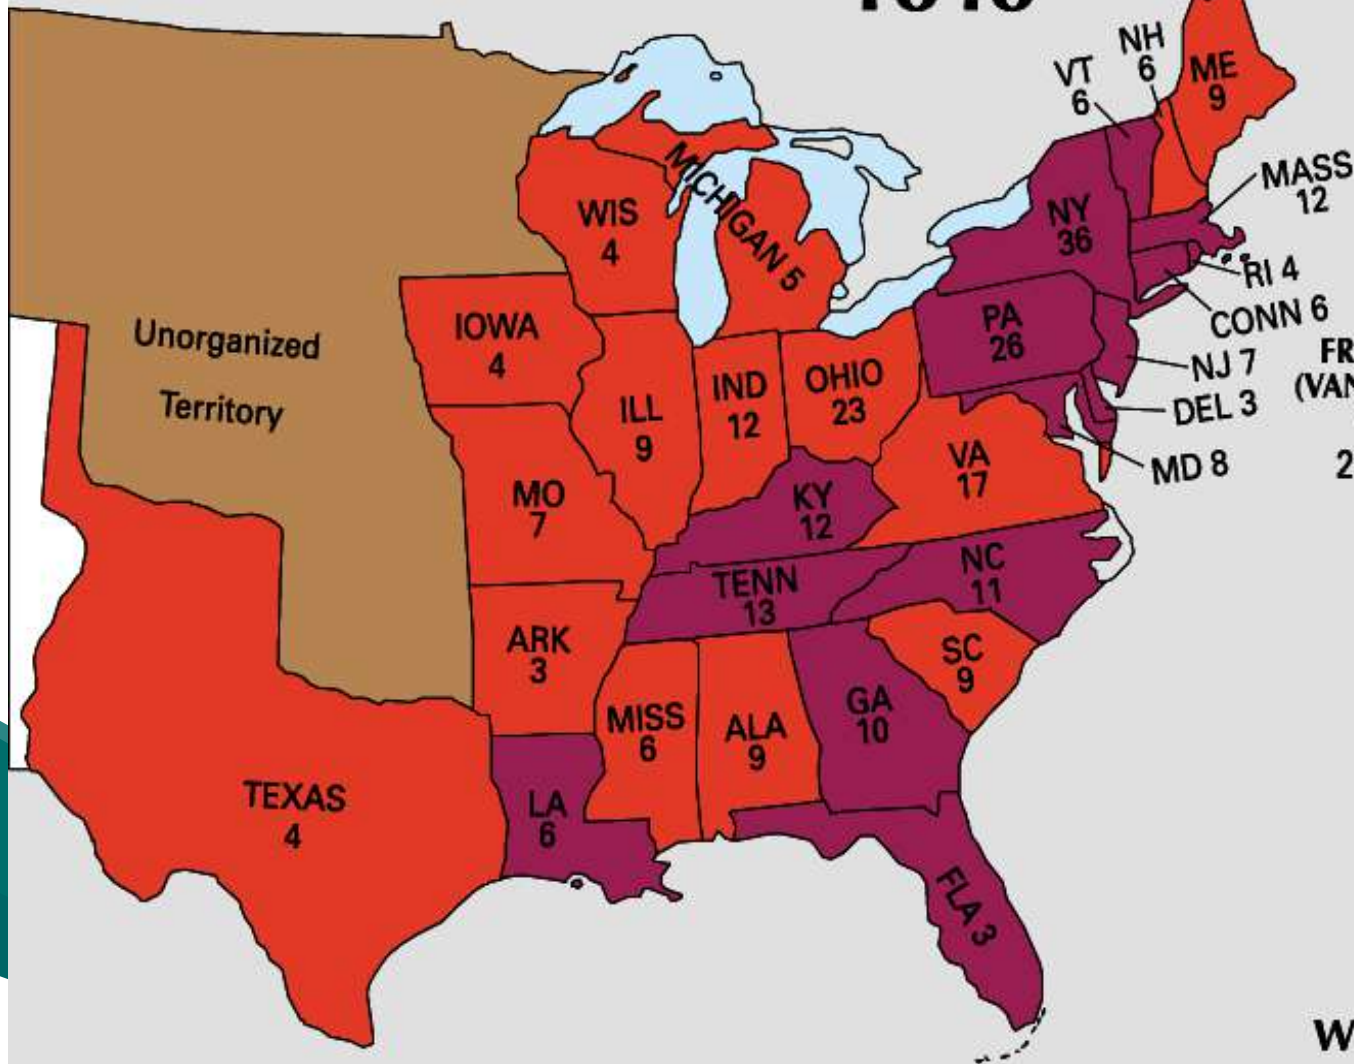 NH
6
VT
6
ME
9
MASS
12
NY
36
RI 4
CONN 6
WIS
4
MICHIGAN 5
PA
26
NJ 7
FR
(VAN
DEL 3
MD 8
2
Unorganized
Territory
IOWA
4
ILL
9
IND
12
OHIO
23
VA
17
MO
7
KY
12
NC
11
TENN
13
ARK
3
SC
9
MISS
6
ALA
9
GA
10
TEXAS
4
LA
6
FLA 3
W